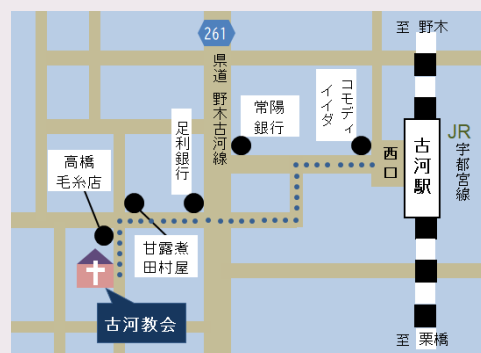 至 野木
261
県道 野木古河線
コモディ
イイダ
常陽
銀行
足利銀行
高橋
毛糸店
西口
古河駅
JR
宇都宮線
甘露煮
田村屋
古河教会
至 栗橋